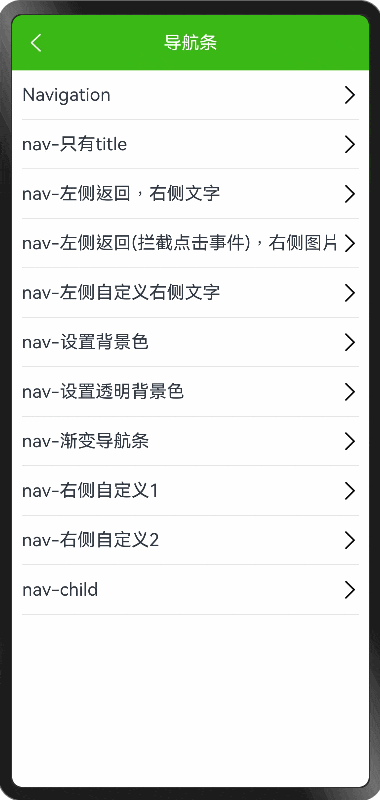 导航条
Navigation
nav-只有title
nav-左侧返回，右侧文字
nav-左侧返回(拦截点击事件)，右侧图片
nav-左侧自定义右侧文字
nav-设置背景色
nav-设置透明背景色
nav-渐变导航条
nav-右侧自定义1
nav-右侧自定义2
nav-child